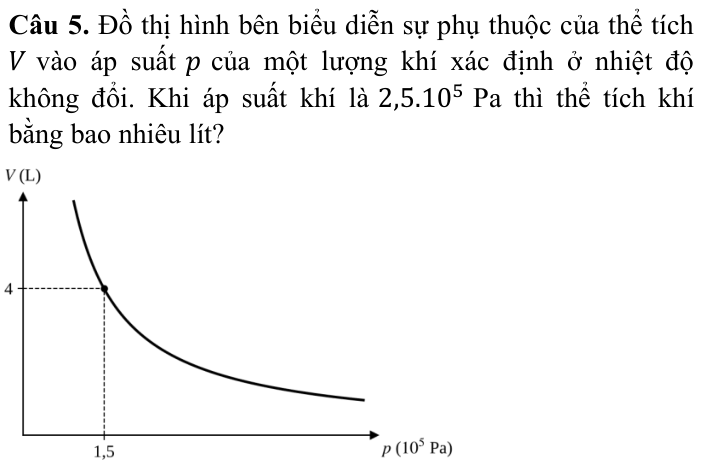 Câu 5. Đồ thị hình bên biểu diễn sự phụ thuộc của thể tích
V vào áp suất p của một lượng khí xác định ở nhiệt độ
không đổi. Khi áp suất khí là 2,5.10⁵ Pa thì thể tích khí
bằng bao nhiêu lít?
V (L)
4
1,5
p (10⁵ Pa)